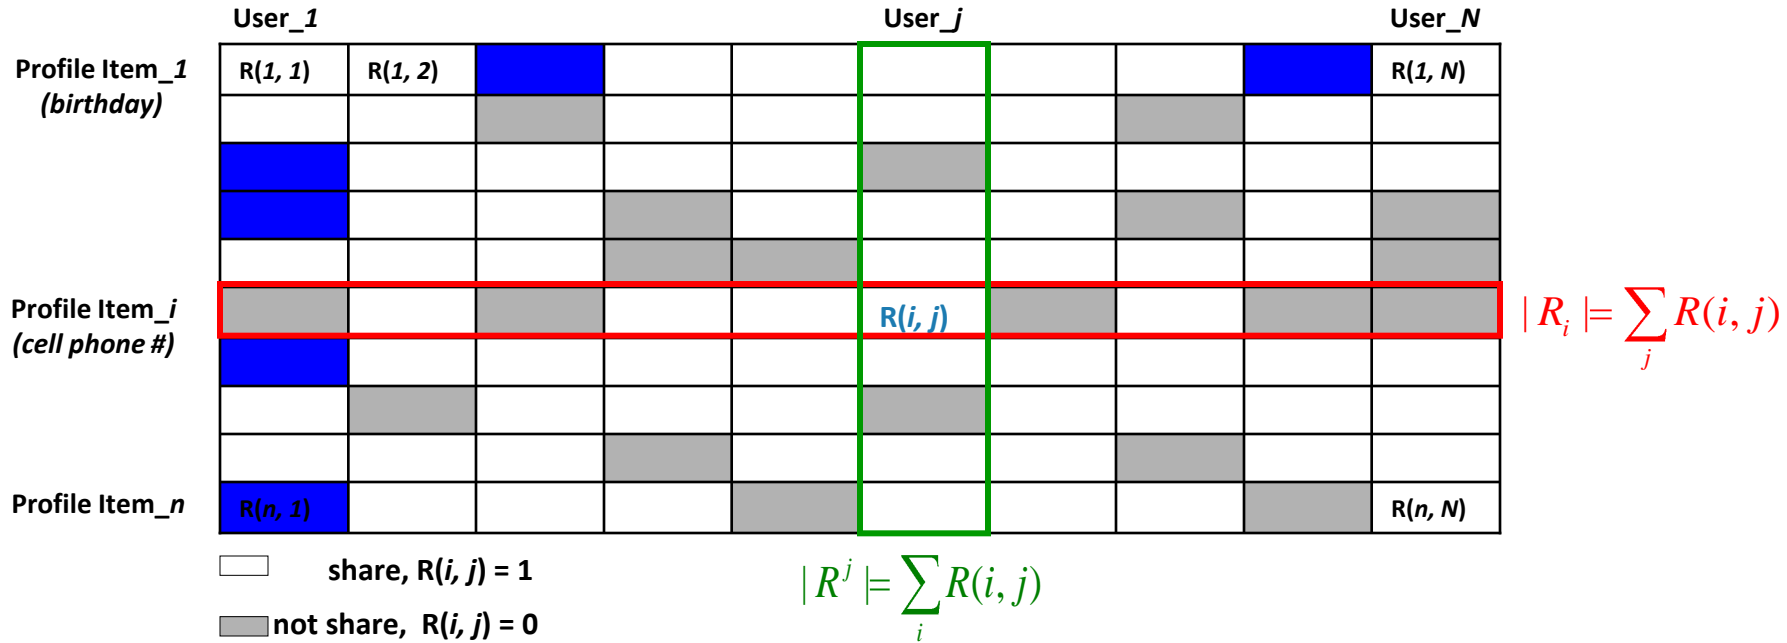 User_1 User_j User_N
Profile Item_1
(birthday)
R(1, 1) R(1, 2) R(1, N)
Profile Item_i
(cell phone #)
R(i, j)
| R_i |= ∑_j R(i, j)
Profile Item_n
R(n, 1) R(n, N)
share, R(i, j) = 1
not share, R(i, j) = 0
| R^j |= ∑_i R(i, j)